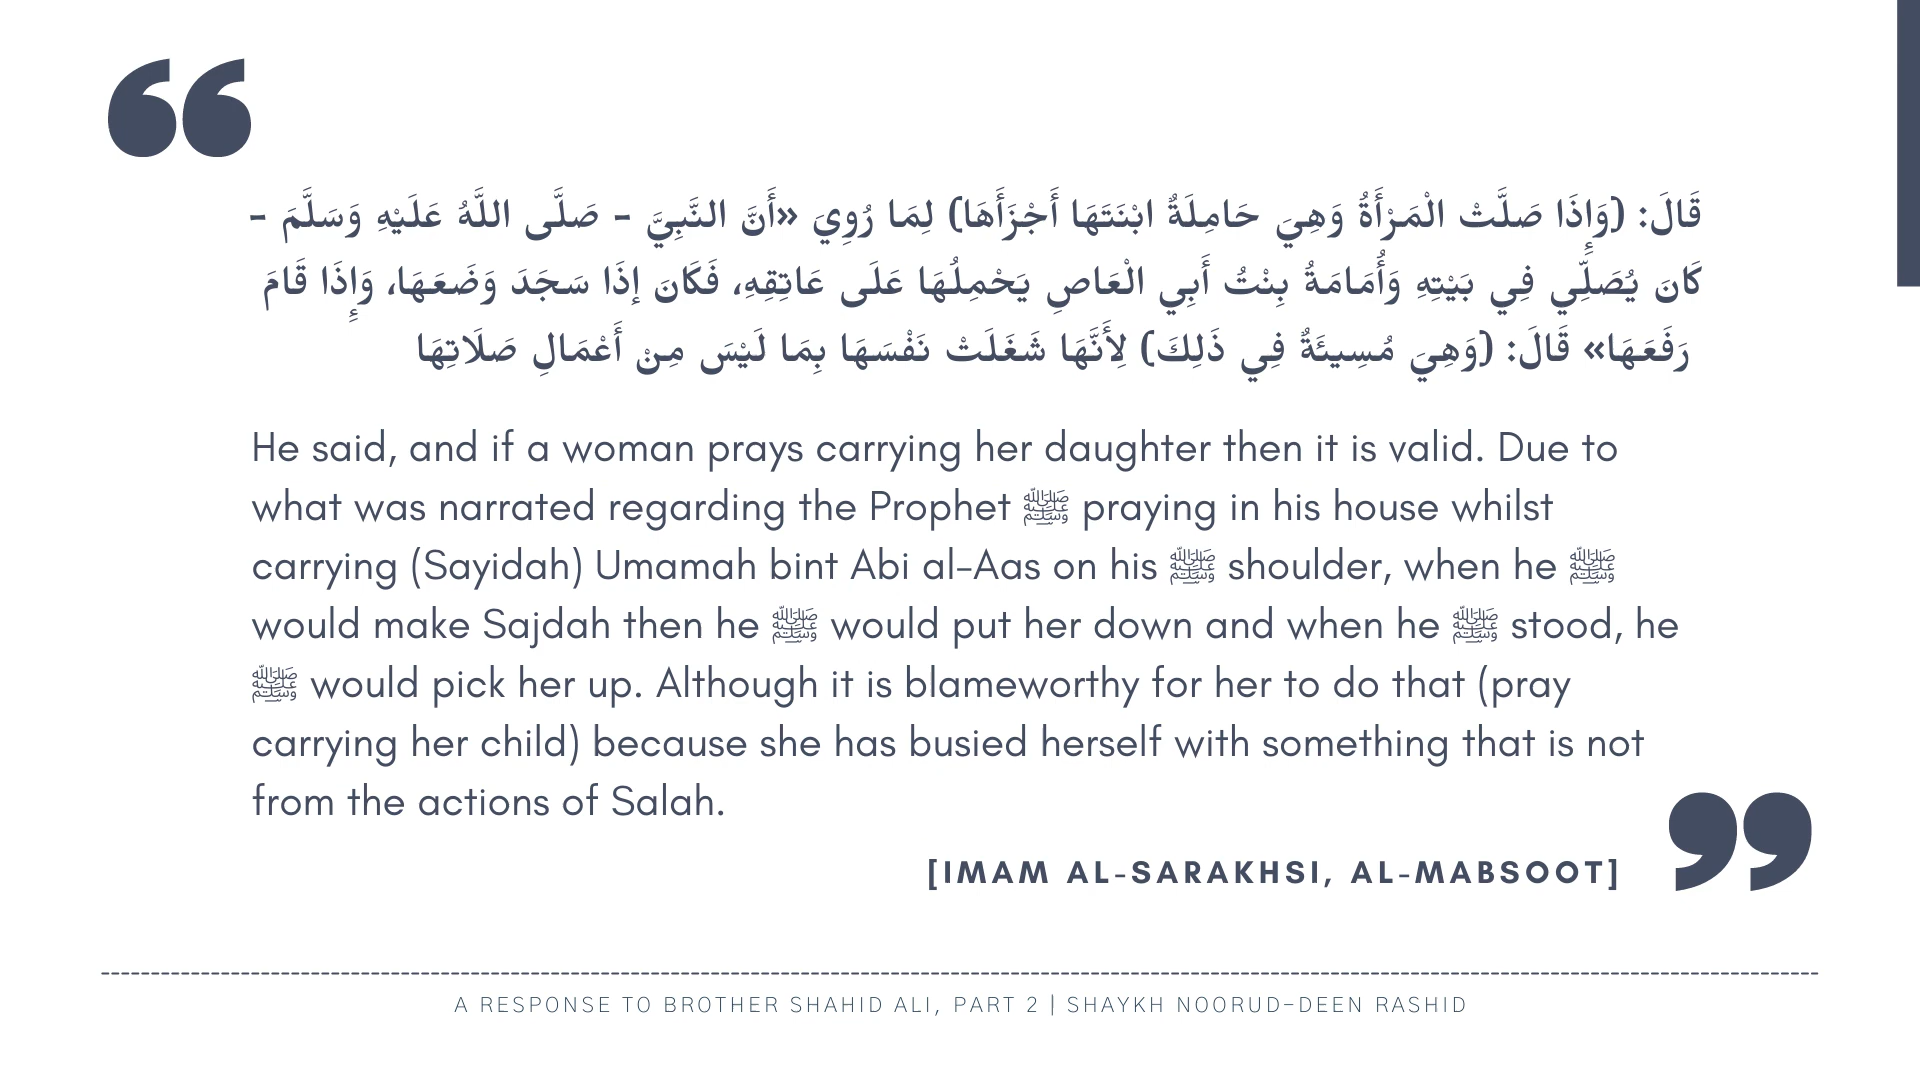 “
قَالَ: (وَإِذَا صَلَّتْ الْمَرْأَةُ وَهِيَ حَامِلَةٌ ابْنَتَهَا أَجْزَأَهَا) لِمَا رُوِيَ «أَنَّ النَّبِيَّ - صَلَّى اللَّهُ عَلَيْهِ وَسَلَّمَ -
كَانَ يُصَلِّي فِي بَيْتِهِ وَأُمَامَةُ بِنْتُ أَبِي الْعَاصِ يَحْمِلُهَا عَلَى عَاتِقِهِ، فَكَانَ إذَا سَجَدَ وَضَعَهَا، وَإِذَا قَامَ
رَفَعَهَا» قَالَ: (وَهِيَ مُسِيئَةٌ فِي ذَلِكَ) لِأَنَّهَا شَغَلَتْ نَفْسَهَا بِمَا لَيْسَ مِنْ أَعْمَالِ صَلَاتِهَا
He said, and if a woman prays carrying her daughter then it is valid. Due to
what was narrated regarding the Prophet ﷺ praying in his house whilst
carrying (Sayidah) Umamah bint Abi al-Aas on his ﷺ shoulder, when he ﷺ
would make Sajdah then he ﷺ would put her down and when he ﷺ stood, he
ﷺ would pick her up. Although it is blameworthy for her to do that (pray
carrying her child) because she has busied herself with something that is not
from the actions of Salah.
”
[IMAM AL-SARAKHSI, AL-MABSOOT]
A RESPONSE TO BROTHER SHAHID ALI, PART 2 | SHAYKH NOORUD-DEEN RASHID